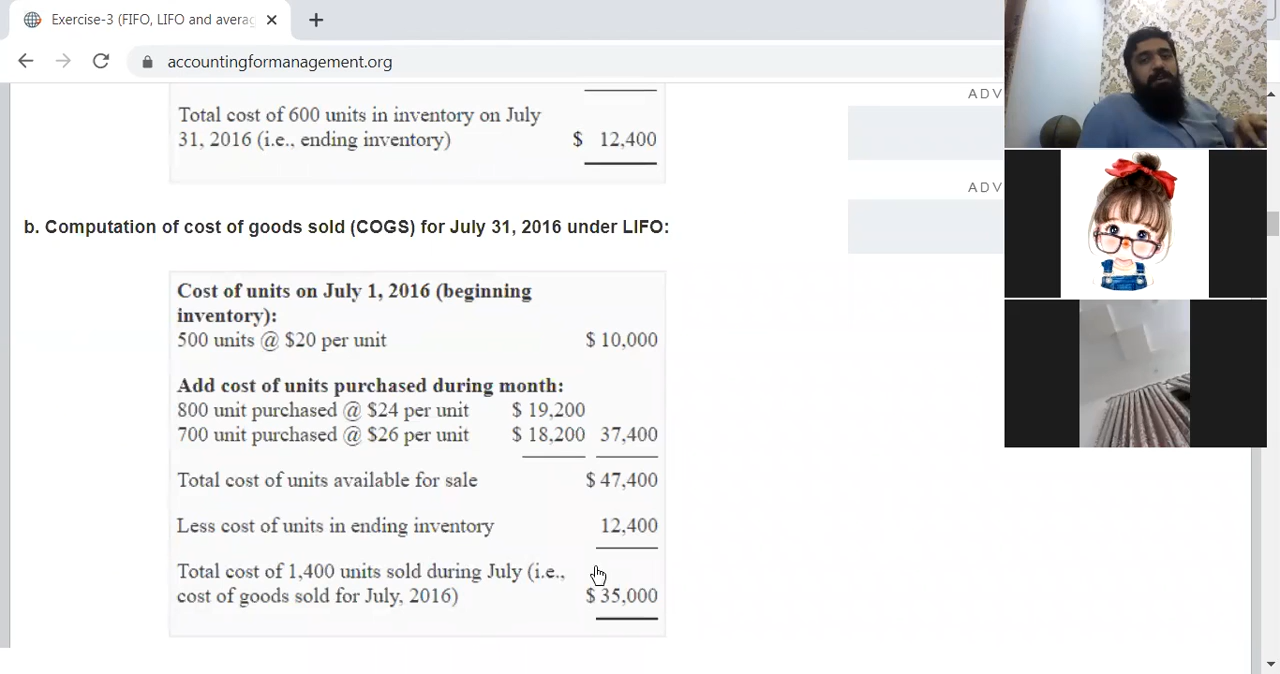 Exercise-3 (FIFO, LIFO and averag
accountingformanagement.org
ADV
Total cost of 600 units in inventory on July
31, 2016 (i.e., ending inventory) $ 12,400
ADV
b. Computation of cost of goods sold (COGS) for July 31, 2016 under LIFO:
Cost of units on July 1, 2016 (beginning
inventory):
500 units @ $20 per unit $ 10,000
Add cost of units purchased during month:
800 unit purchased @ $24 per unit $ 19,200
700 unit purchased @ $26 per unit $ 18,200 37,400
Total cost of units available for sale $ 47,400
Less cost of units in ending inventory 12,400
Total cost of 1,400 units sold during July (i.e.,
cost of goods sold for July, 2016) $ 35,000